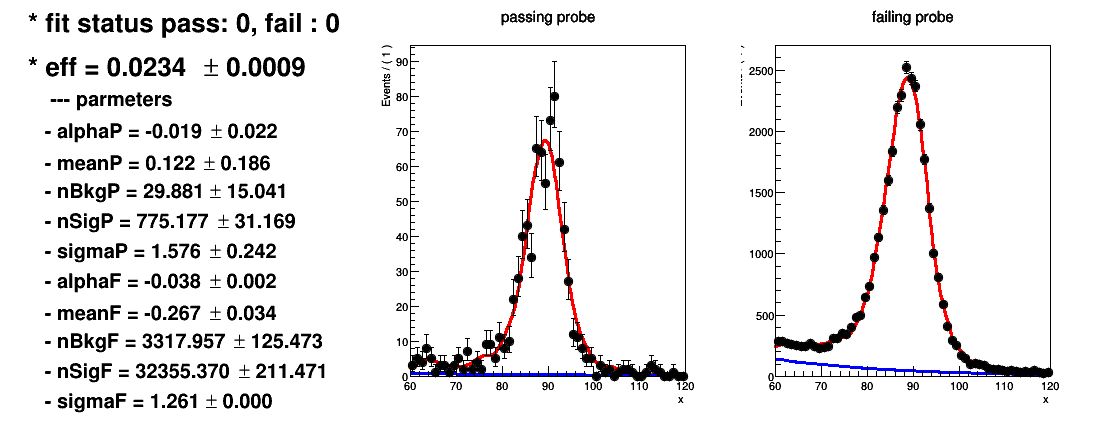 * fit status pass: 0, fail : 0
* eff = 0.0234 ± 0.0009
--- parmeters
- alphaP = -0.019 ± 0.022
- meanP = 0.122 ± 0.186
- nBkgP = 29.881 ± 15.041
- nSigP = 775.177 ± 31.169
- sigmaP = 1.576 ± 0.242
- alphaF = -0.038 ± 0.002
- meanF = -0.267 ± 0.034
- nBkgF = 3317.957 ± 125.473
- nSigF = 32355.370 ± 211.471
- sigmaF = 1.261 ± 0.000
passing probe
Events / ( 1 )
90
80
70
60
50
40
30
20
10
0
60 70 80 90 100 110 120
x
failing probe
2500
2000
1500
1000
500
0
60 70 80 90 100 110 120
x